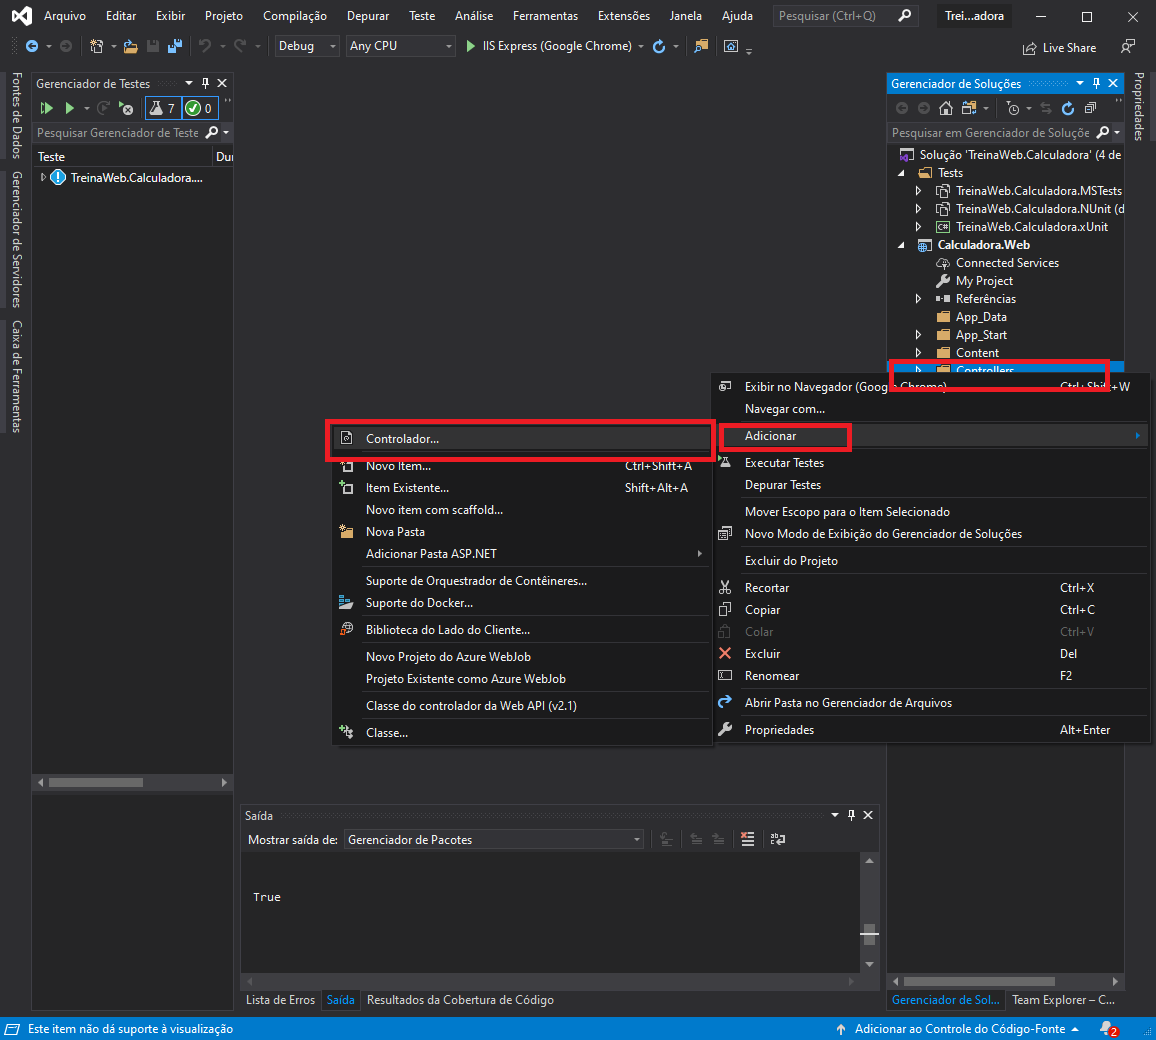 Arquivo Editar Exibir Projeto Compilação Depurar Teste Análise Ferramentas Extensões Janela Ajuda Pesquisar (Ctrl+Q) Trei...adora
Debug Any CPU IIS Express (Google Chrome) Live Share
Fontes de Dados
Gerenciador de Servidores
Caixa de Ferramentas
Gerenciador de Testes
7 0
Pesquisar Gerenciador de Teste
Teste Du
TreinaWeb.Calculadora....
Gerenciador de Soluções
Pesquisar em Gerenciador de Soluçõe
Solução 'TreinaWeb.Calculadora' (4 de
Tests
TreinaWeb.Calculadora.MSTests
TreinaWeb.Calculadora.NUnit (d
TreinaWeb.Calculadora.xUnit
Calculadora.Web
Connected Services
My Project
Referências
App_Data
App_Start
Content
Controllers
Propriedades
Exibir no Navegador (Google Chrome) Ctrl+Shift+W
Navegar com...
Adicionar
Executar Testes
Depurar Testes
Mover Escopo para o Item Selecionado
Novo Modo de Exibição do Gerenciador de Soluções
Excluir do Projeto
Recortar Ctrl+X
Copiar Ctrl+C
Colar Ctrl+V
Excluir Del
Renomear F2
Abrir Pasta no Gerenciador de Arquivos
Propriedades Alt+Enter
Controlador...
Novo Item... Ctrl+Shift+A
Item Existente... Shift+Alt+A
Novo item com scaffold...
Nova Pasta
Adicionar Pasta ASP.NET
Suporte de Orquestrador de Contêineres...
Suporte do Docker...
Biblioteca do Lado do Cliente...
Novo Projeto do Azure WebJob
Projeto Existente como Azure WebJob
Classe do controlador da Web API (v2.1)
Classe...
Saída
Mostrar saída de: Gerenciador de Pacotes
True
Lista de Erros Saída Resultados da Cobertura de Código
Gerenciador de Sol... Team Explorer – C...
Este item não dá suporte à visualização Adicionar ao Controle do Código-Fonte 2